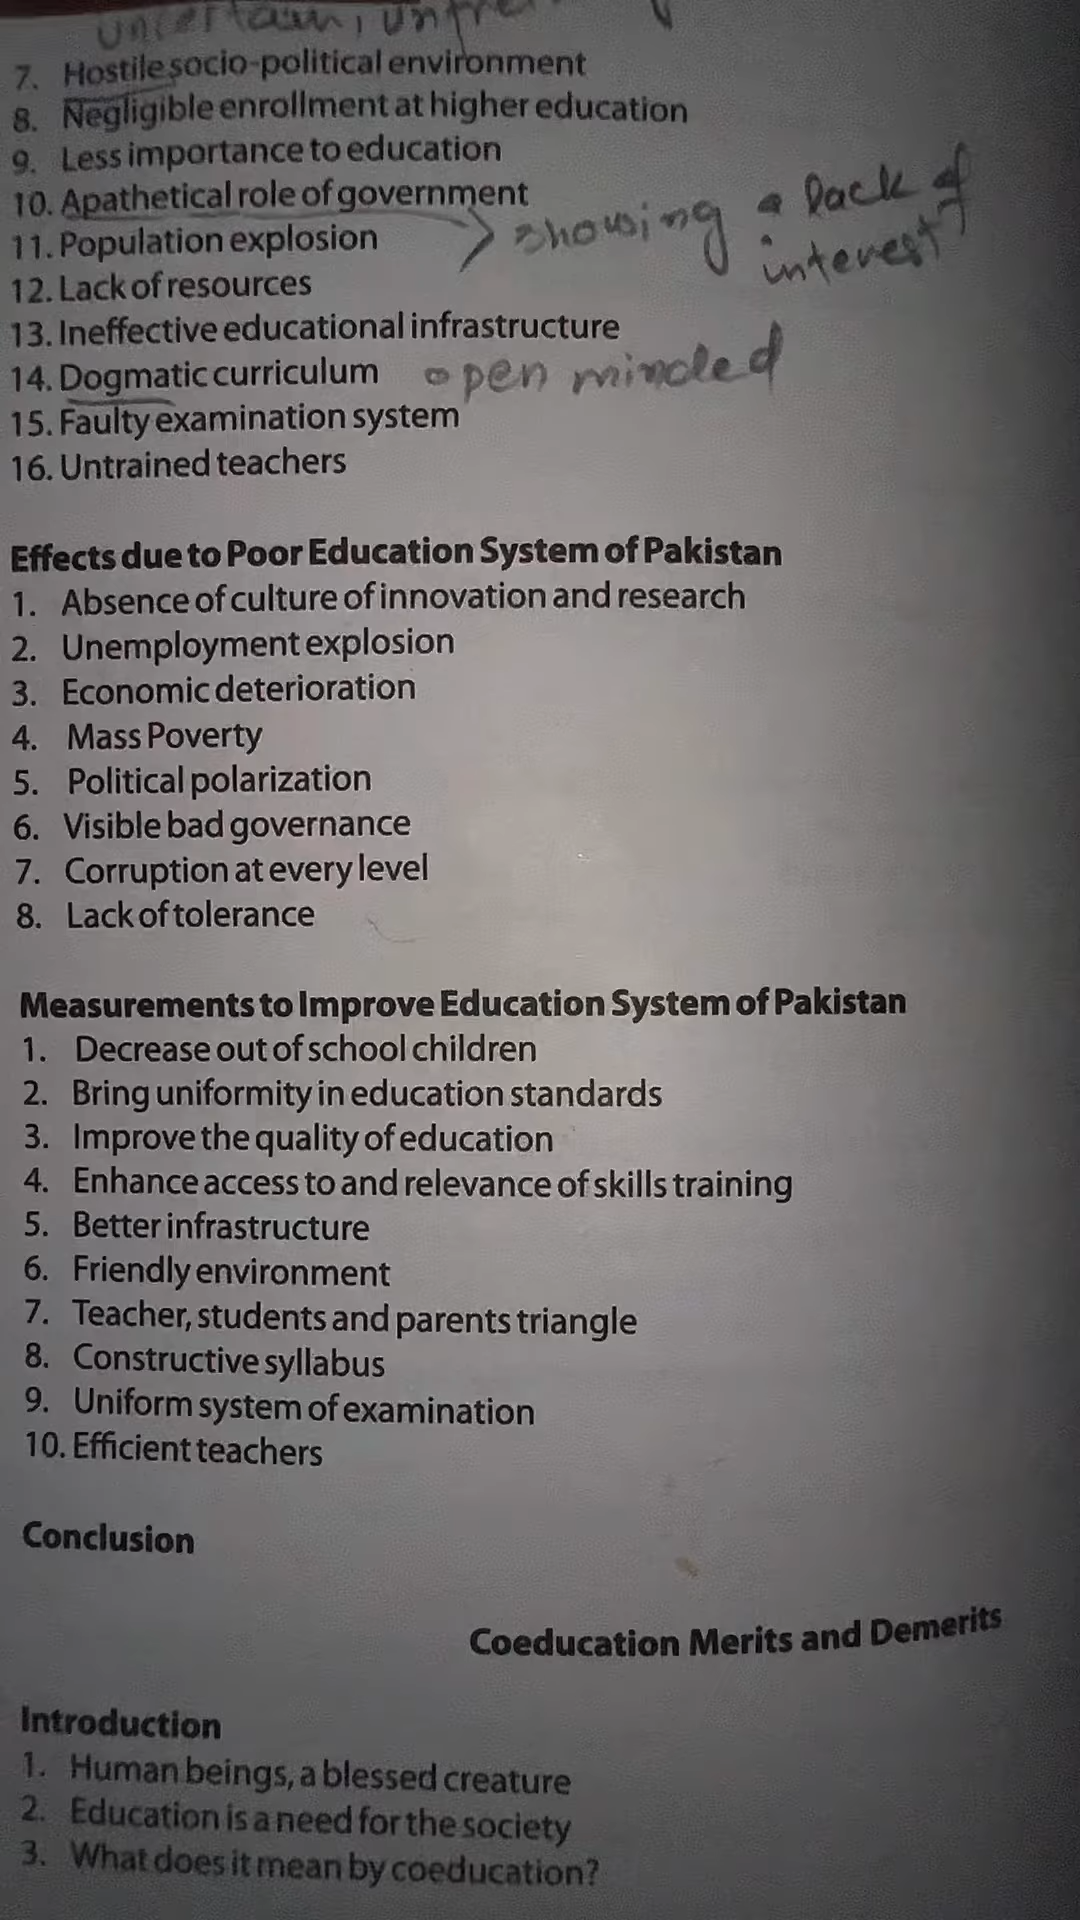 uncertain,
7. Hostile socio-political environment
8. Negligible enrollment at higher education
9. Less importance to education
10. Apathetical role of government
> showing a lack of
interest
11. Population explosion
12. Lack of resources
13. Ineffective educational infrastructure
14. Dogmatic curriculum open minded
15. Faulty examination system
16. Untrained teachers
Effects due to Poor Education System of Pakistan
1. Absence of culture of innovation and research
2. Unemployment explosion
3. Economic deterioration
4. Mass Poverty
5. Political polarization
6. Visible bad governance
7. Corruption at every level
8. Lack of tolerance
Measurements to Improve Education System of Pakistan
1. Decrease out of school children
2. Bring uniformity in education standards
3. Improve the quality of education
4. Enhance access to and relevance of skills training
5. Better infrastructure
6. Friendly environment
7. Teacher, students and parents triangle
8. Constructive syllabus
9. Uniform system of examination
10. Efficient teachers
Conclusion
Coeducation Merits and Demerits
Introduction
1. Human beings, a blessed creature
2. Education is a need for the society
3. What does it mean by coeducation?